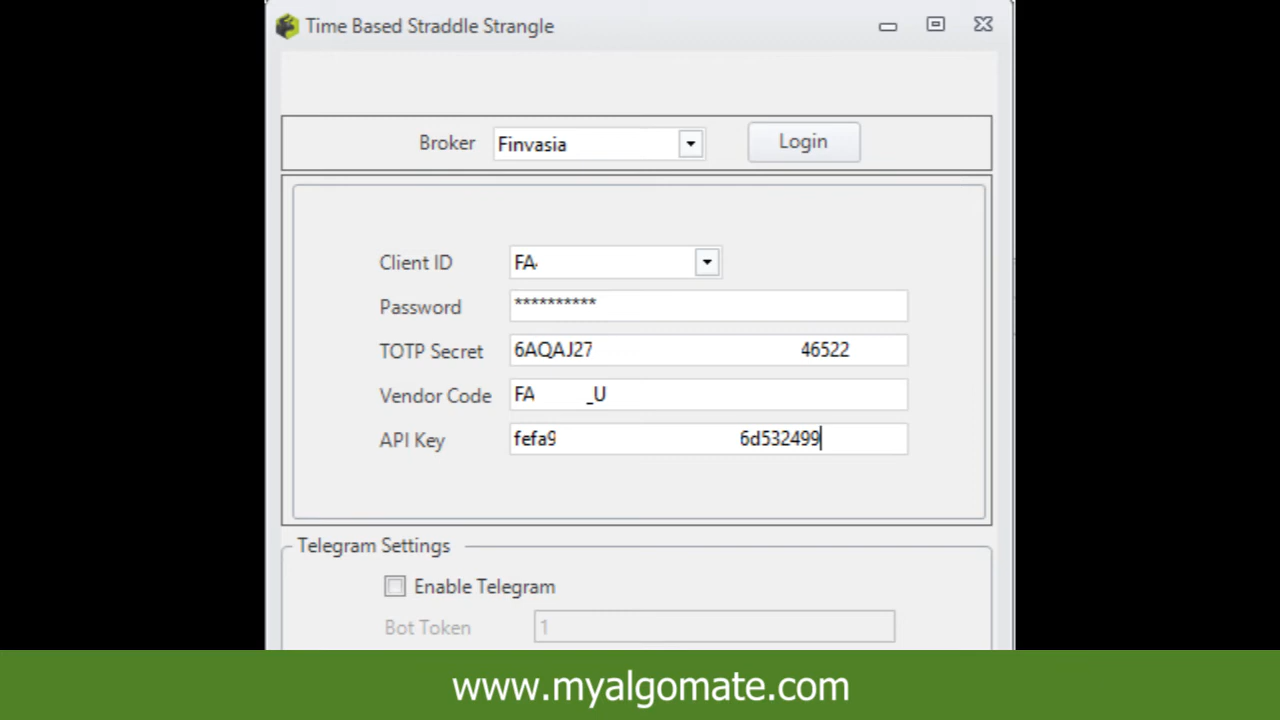 Time Based Straddle Strangle
Broker Finvasia Login
Client ID FA
Password **********
TOTP Secret 6AQAJ27 46522
Vendor Code FA _U
API Key fefa9 6d532499
Telegram Settings
Enable Telegram
Bot Token 1
www.myalgomate.com